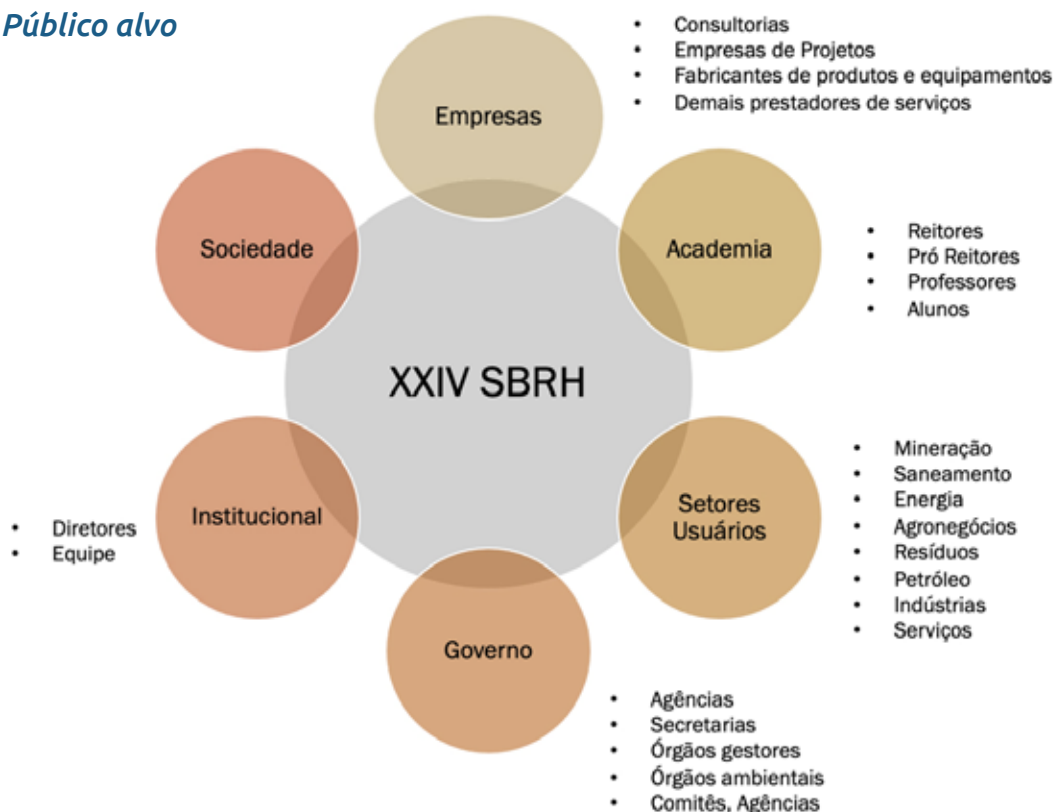 Público alvo
• Consultorias
• Empresas de Projetos
• Fabricantes de produtos e equipamentos
• Demais prestadores de serviços
Empresas
Sociedade
Academia
• Reitores
• Pró Reitores
• Professores
• Alunos
XXIV SBRH
Institucional
• Diretores
• Equipe
Setores
Usuários
• Mineração
• Saneamento
• Energia
• Agronegócios
• Resíduos
• Petróleo
• Indústrias
• Serviços
Governo
• Agências
• Secretarias
• Órgãos gestores
• Órgãos ambientais
• Comitês, Agências